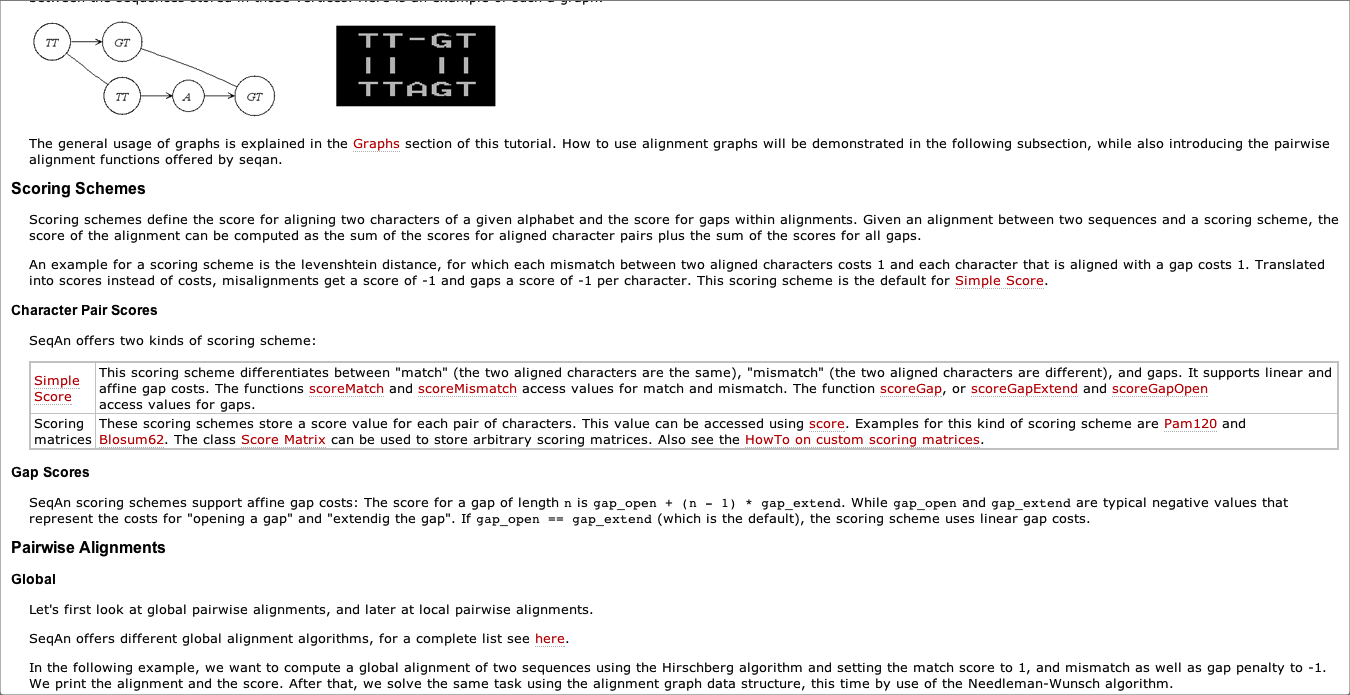 TT GT TT A GT
TT-GT
|| ||
TTAGT
The general usage of graphs is explained in the Graphs section of this tutorial. How to use alignment graphs will be demonstrated in the following subsection, while also introducing the pairwise
alignment functions offered by seqan.
Scoring Schemes
Scoring schemes define the score for aligning two characters of a given alphabet and the score for gaps within alignments. Given an alignment between two sequences and a scoring scheme, the
score of the alignment can be computed as the sum of the scores for aligned character pairs plus the sum of the scores for all gaps.
An example for a scoring scheme is the levenshtein distance, for which each mismatch between two aligned characters costs 1 and each character that is aligned with a gap costs 1. Translated
into scores instead of costs, misalignments get a score of -1 and gaps a score of -1 per character. This scoring scheme is the default for Simple Score.
Character Pair Scores
SeqAn offers two kinds of scoring scheme:
Simple
Score
This scoring scheme differentiates between "match" (the two aligned characters are the same), "mismatch" (the two aligned characters are different), and gaps. It supports linear and
affine gap costs. The functions scoreMatch and scoreMismatch access values for match and mismatch. The function scoreGap, or scoreGapExtend and scoreGapOpen
access values for gaps.
Scoring
matrices
These scoring schemes store a score value for each pair of characters. This value can be accessed using score. Examples for this kind of scoring scheme are Pam120 and
Blosum62. The class Score Matrix can be used to store arbitrary scoring matrices. Also see the HowTo on custom scoring matrices.
Gap Scores
SeqAn scoring schemes support affine gap costs: The score for a gap of length n is gap_open + (n - 1) * gap_extend. While gap_open and gap_extend are typical negative values that
represent the costs for "opening a gap" and "extendig the gap". If gap_open == gap_extend (which is the default), the scoring scheme uses linear gap costs.
Pairwise Alignments
Global
Let's first look at global pairwise alignments, and later at local pairwise alignments.
SeqAn offers different global alignment algorithms, for a complete list see here.
In the following example, we want to compute a global alignment of two sequences using the Hirschberg algorithm and setting the match score to 1, and mismatch as well as gap penalty to -1.
We print the alignment and the score. After that, we solve the same task using the alignment graph data structure, this time by use of the Needleman-Wunsch algorithm.